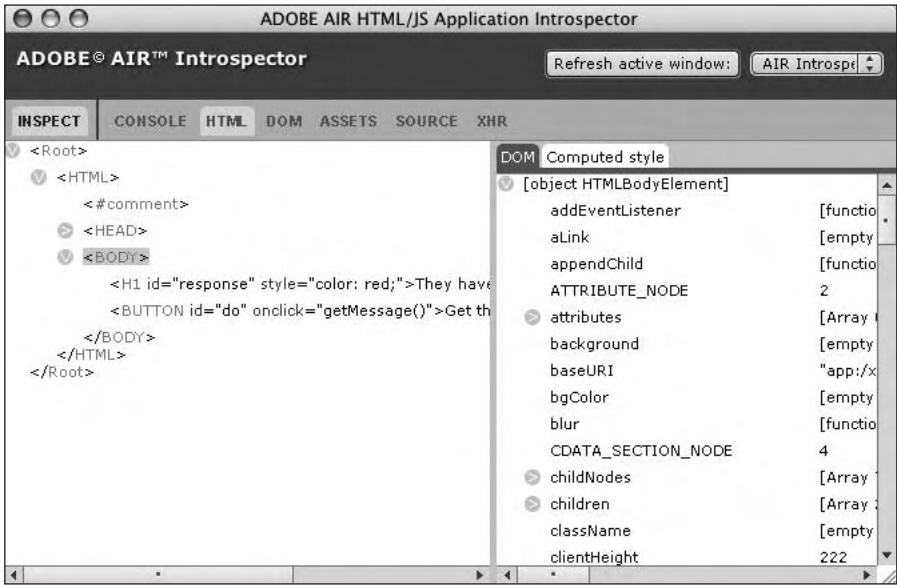 ADOBE AIR HTML/JS Application Introspector
ADOBE© AIR™ Introspector
Refresh active window:
AIR Introspe
INSPECT CONSOLE HTML DOM ASSETS SOURCE XHR
<Root>
<HTML>
<#comment>
<HEAD>
<BODY>
<H1 id="response" style="color: red;">They have
<BUTTON id="do" onclick="getMessage()">Get th
</BODY>
</HTML>
</Root>
DOM Computed style
[object HTMLBodyElement]
addEventListener [functio
aLink [empty
appendChild [functio
ATTRIBUTE_NODE 2
attributes [Array
background [empty
baseURI "app:/x
bgColor [empty
blur [functio
CDATA_SECTION_NODE 4
childNodes [Array
children [Array
className [empty
clientHeight 222